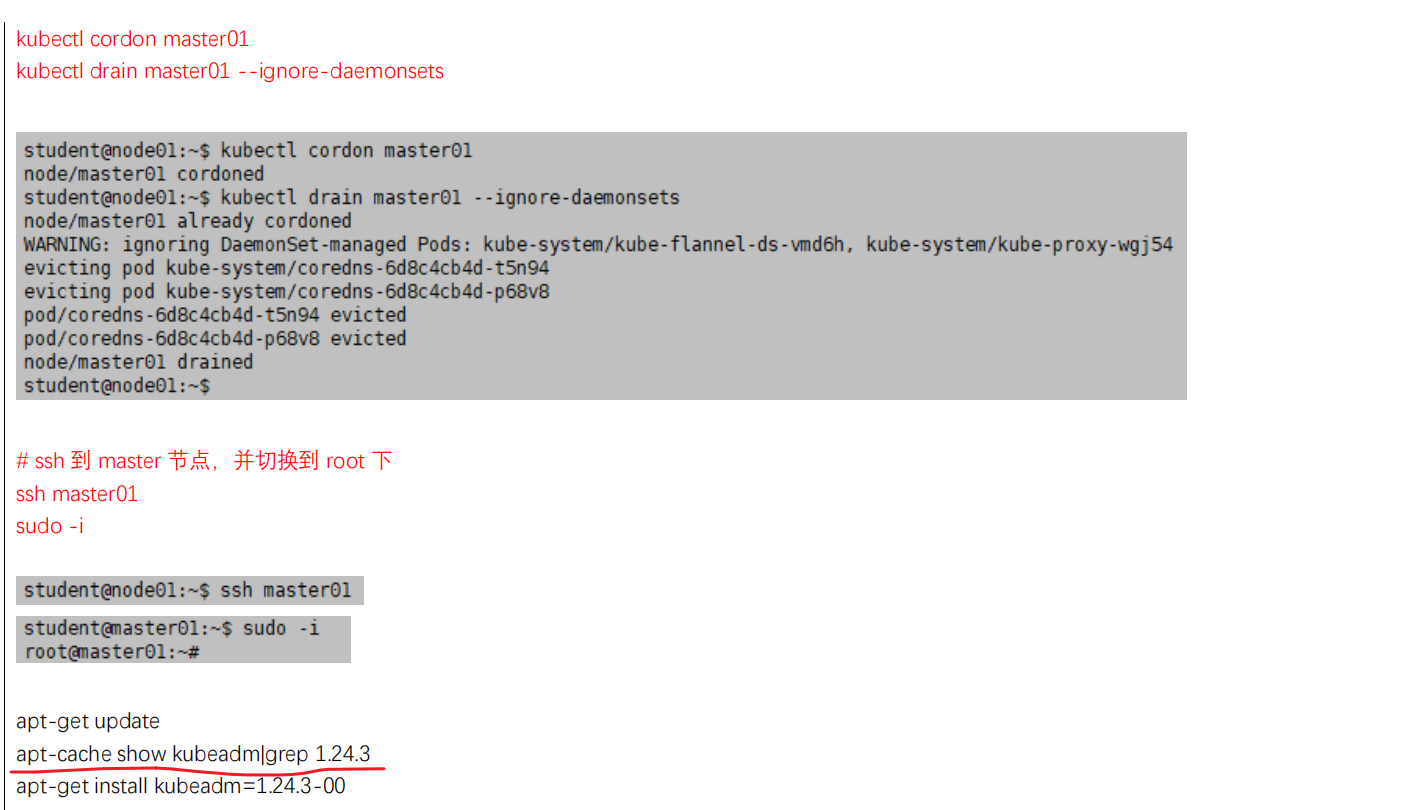 kubectl cordon master01
kubectl drain master01 --ignore-daemonsets
student@node01:~$ kubectl cordon master01
node/master01 cordoned
student@node01:~$ kubectl drain master01 --ignore-daemonsets
node/master01 already cordoned
WARNING: ignoring DaemonSet-managed Pods: kube-system/kube-flannel-ds-vmd6h, kube-system/kube-proxy-wgj54
evicting pod kube-system/coredns-6d8c4cb4d-t5n94
evicting pod kube-system/coredns-6d8c4cb4d-p68v8
pod/coredns-6d8c4cb4d-t5n94 evicted
pod/coredns-6d8c4cb4d-p68v8 evicted
node/master01 drained
student@node01:~$
# ssh 到 master 节点，并切换到 root 下
ssh master01
sudo -i
student@node01:~$ ssh master01
student@master01:~$ sudo -i
root@master01:~#
apt-get update
apt-cache show kubeadm|grep 1.24.3
apt-get install kubeadm=1.24.3-00